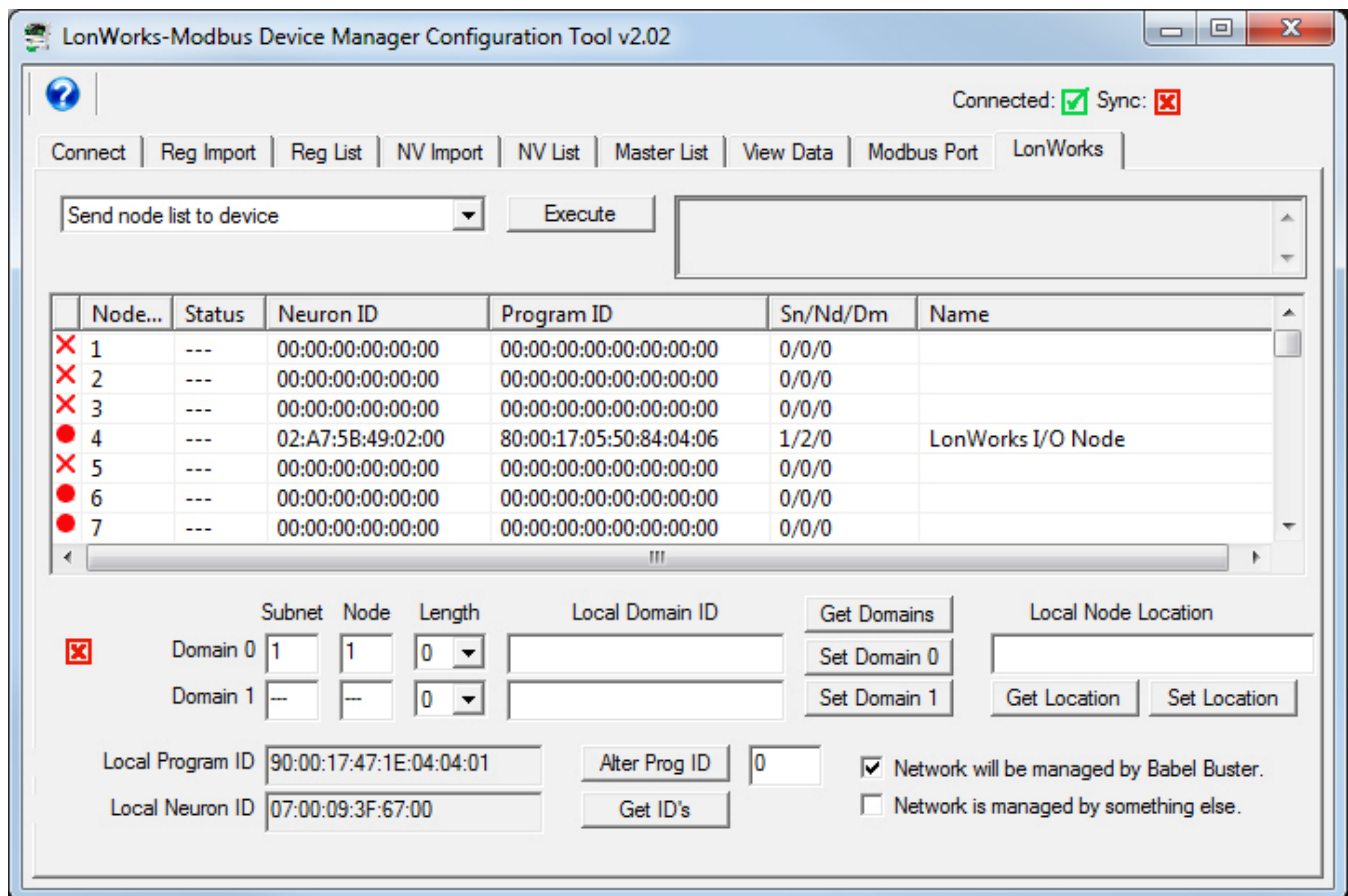 LonWorks-Modbus Device Manager Configuration Tool v2.02
Connected: Sync:
Connect Reg Import Reg List NV Import NV List Master List View Data Modbus Port LonWorks
Send node list to device Execute
Node... Status Neuron ID Program ID Sn/Nd/Dm Name
1 --- 00:00:00:00:00:00 00:00:00:00:00:00:00:00 0/0/0
2 --- 00:00:00:00:00:00 00:00:00:00:00:00:00:00 0/0/0
3 --- 00:00:00:00:00:00 00:00:00:00:00:00:00:00 0/0/0
4 --- 02:A7:5B:49:02:00 80:00:17:05:50:84:04:06 1/2/0 LonWorks I/O Node
5 --- 00:00:00:00:00:00 00:00:00:00:00:00:00:00 0/0/0
6 --- 00:00:00:00:00:00 00:00:00:00:00:00:00:00 0/0/0
7 --- 00:00:00:00:00:00 00:00:00:00:00:00:00:00 0/0/0
Subnet Node Length Local Domain ID Get Domains Local Node Location
Domain 0 1 1 0 Set Domain 0
Domain 1 --- --- 0 Set Domain 1 Get Location Set Location
Local Program ID 90:00:17:47:1E:04:04:01 Alter Prog ID 0 Network will be managed by Babel Buster.
Local Neuron ID 07:00:09:3F:67:00 Get ID's Network is managed by something else.